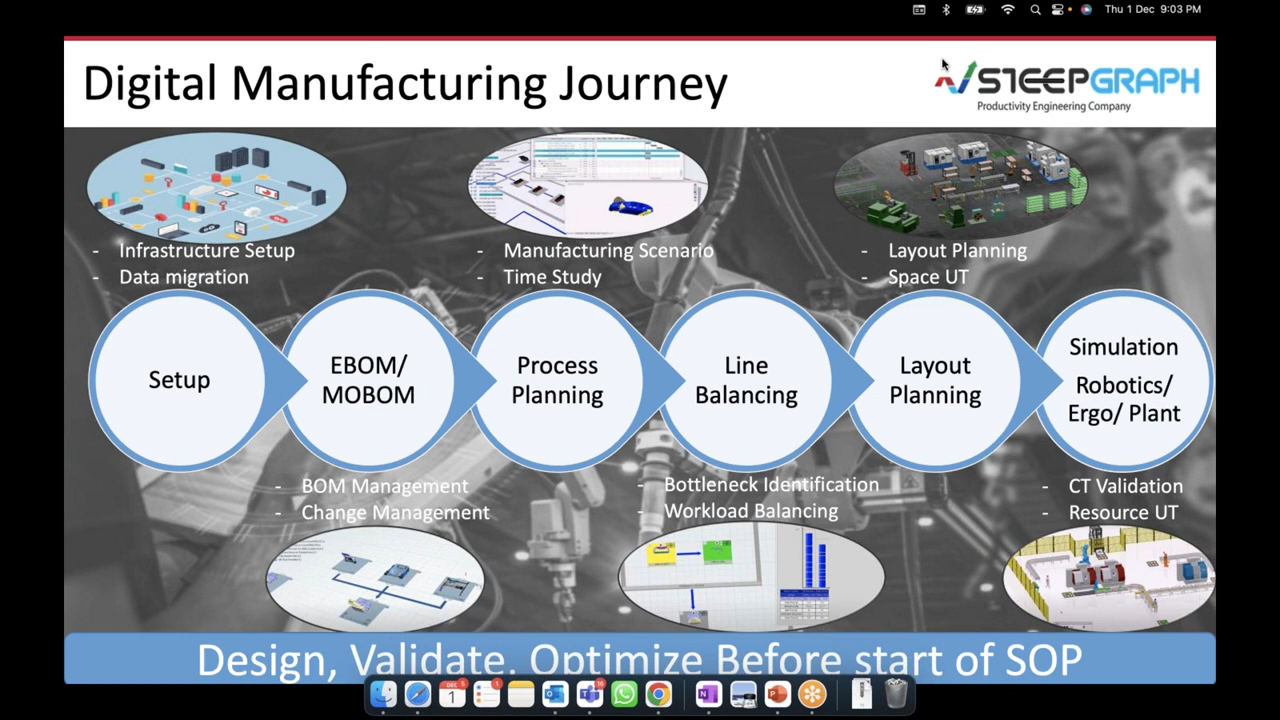 Thu 1 Dec 9:03 PM
Digital Manufacturing Journey
STEEPGRAPH
Productivity Engineering Company
- Infrastructure Setup
- Data migration
- Manufacturing Scenario
- Time Study
- Layout Planning
- Space UT
Setup
EBOM/
MOBOM
Process
Planning
Line
Balancing
Layout
Planning
Simulation
Robotics/
Ergo/ Plant
- BOM Management
- Change Management
- Bottleneck Identification
- Workload Balancing
- CT Validation
- Resource UT
Design, Validate, Optimize Before start of SOP
DEC
1